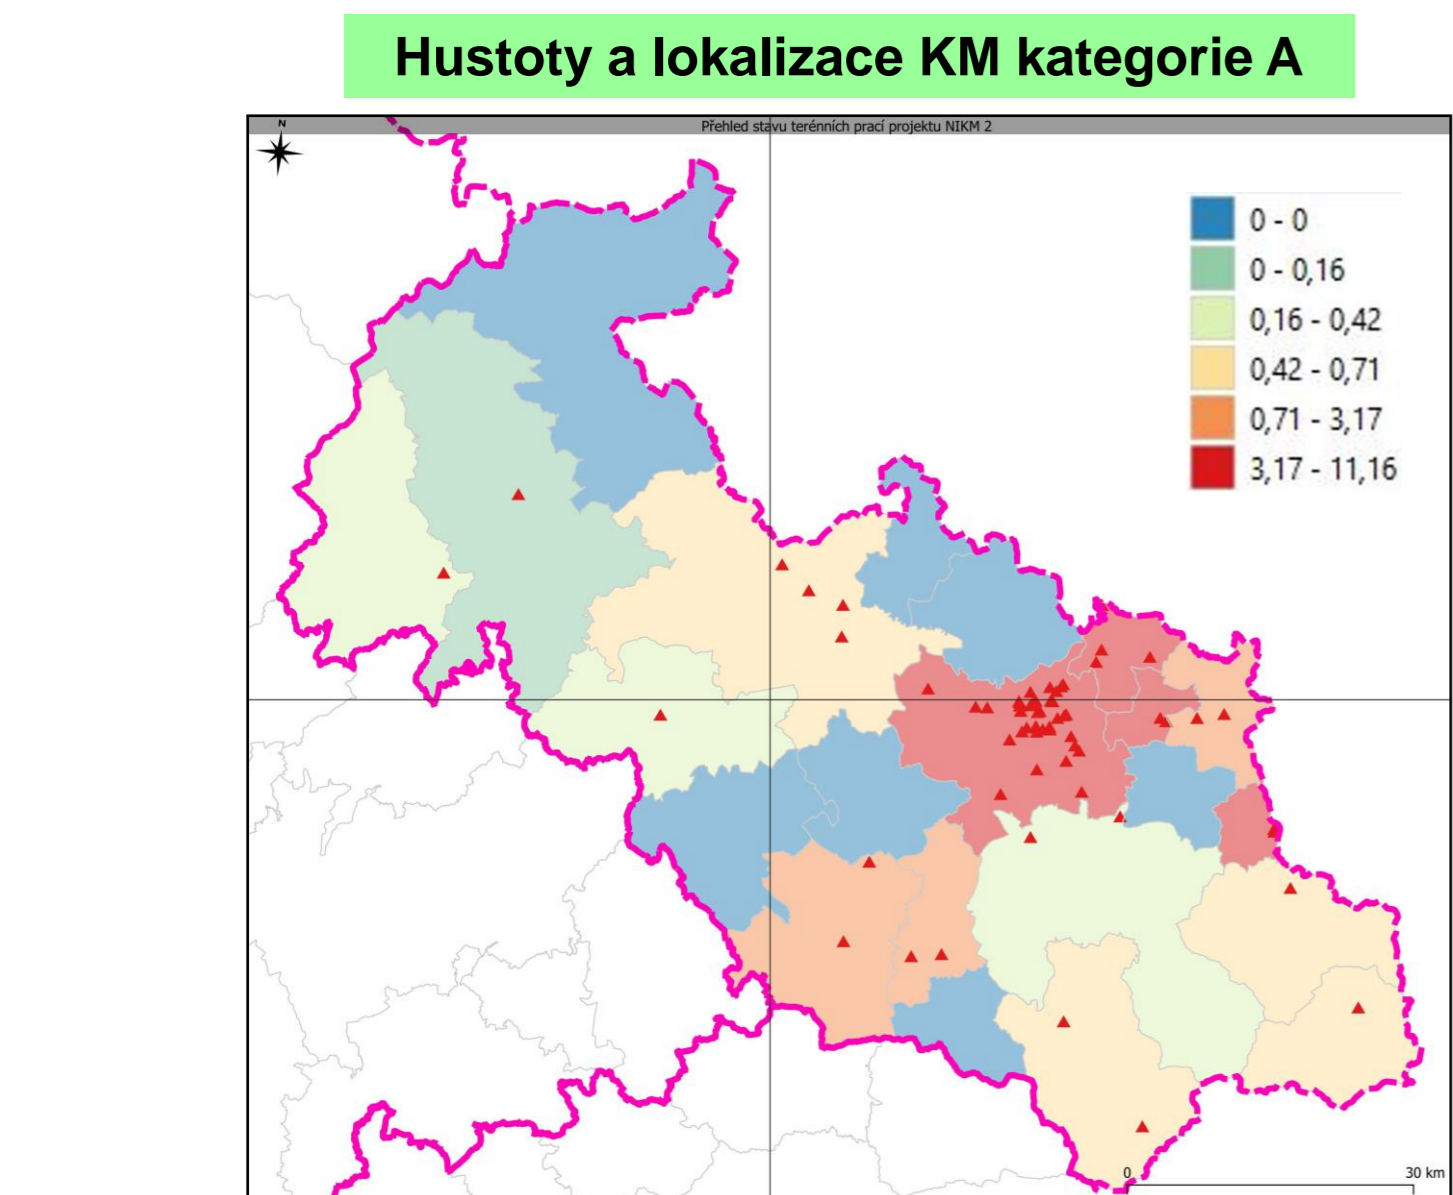 Hustoty a lokalizace KM kategorie A
Přehled stavu terénních prací projektu NIKM 2
N
0 - 0
0 - 0,16
0,16 - 0,42
0,42 - 0,71
0,71 - 3,17
3,17 - 11,16
0 30 km